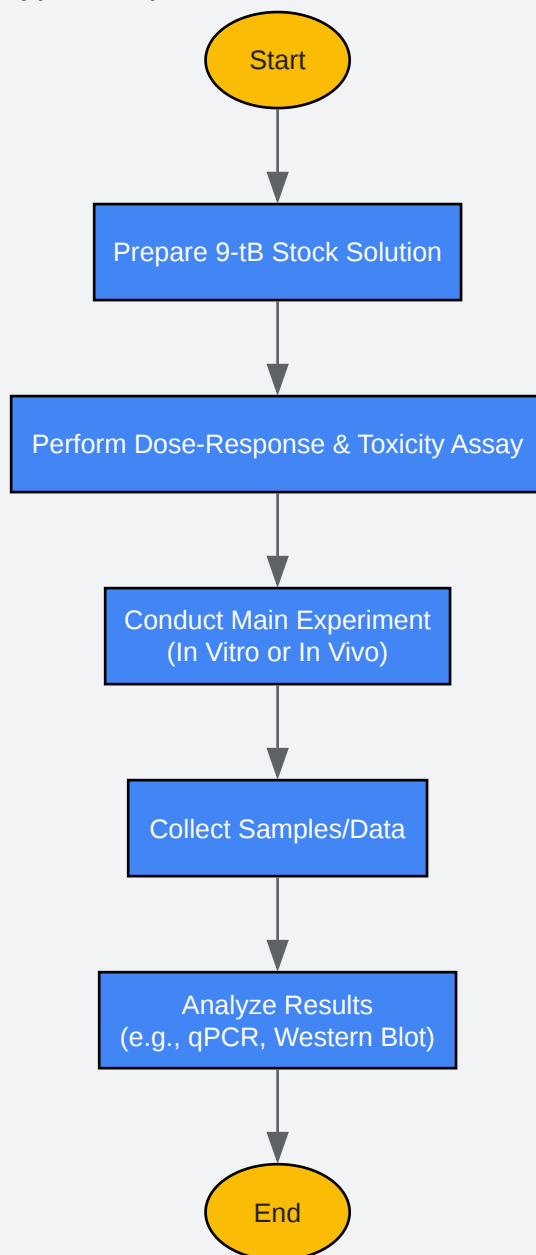 Start
Prepare 9-tB Stock Solution
Perform Dose-Response & Toxicity Assay
Conduct Main Experiment
(In Vitro or In Vivo)
Collect Samples/Data
Analyze Results
(e.g., qPCR, Western Blot)
End